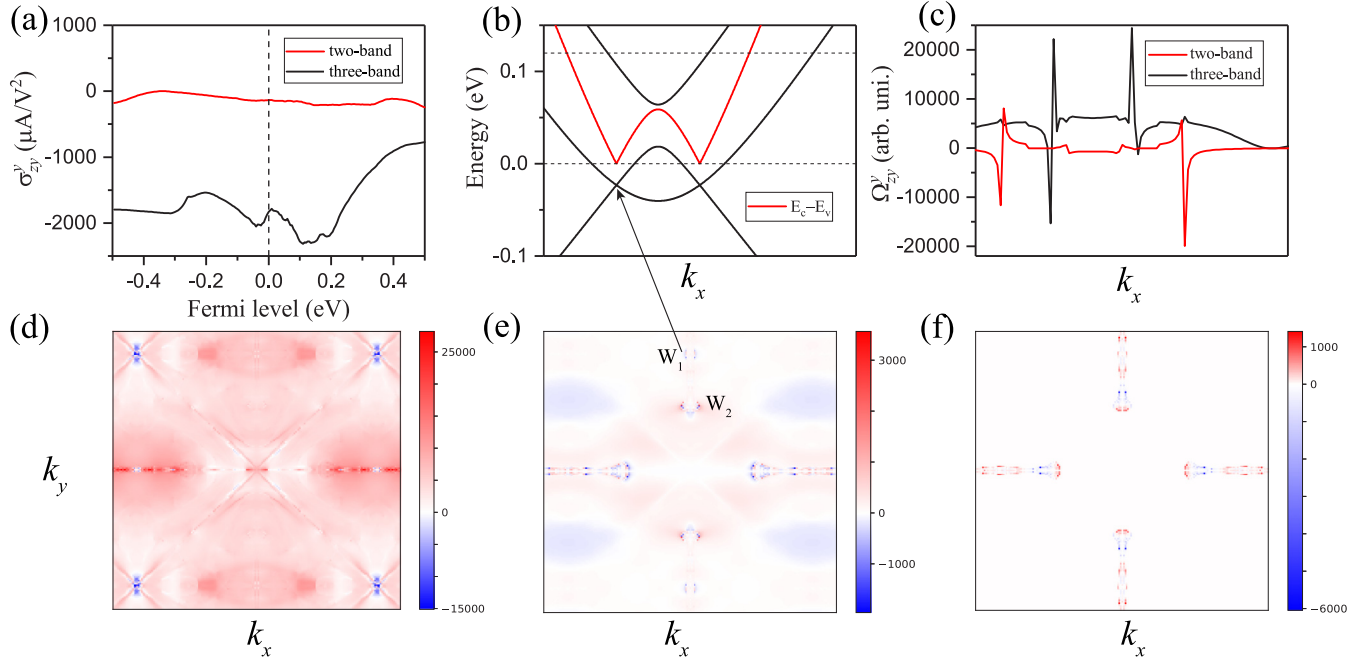 (a)
1000
0
-1000
-2000
σ^y_zy (μA/V²)
two-band
three-band
-0.4
-0.2
0.0
0.2
0.4
Fermi level (eV)
(b)
0.1
0.0
-0.1
Energy (eV)
E_c−E_v
k_x
(c)
20000
10000
0
-10000
-20000
Ω^y_zy (arb. uni.)
two-band
three-band
k_x
(d)
k_y
k_x
25000
0
−15000
(e)
W_1
W_2
k_x
3000
0
−1000
(f)
k_x
1000
0
−6000